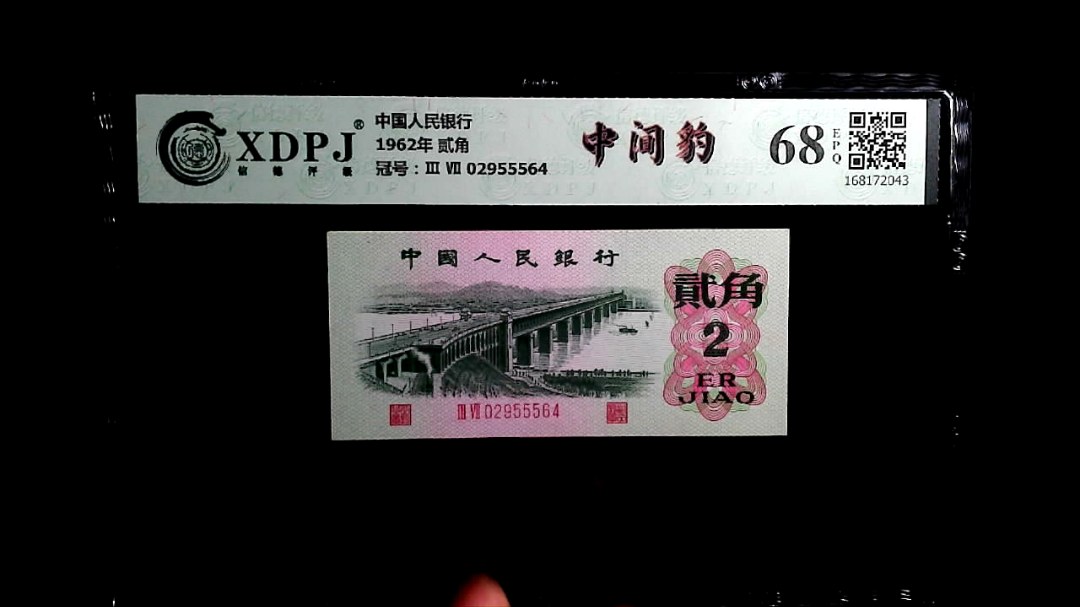 XDPJ®
信德评级
中国人民银行
1962年 贰角
冠号：Ⅲ Ⅶ 02955564
中间豹
68
EPQ
168172043
中國人民銀行
貳角
2
ER
JIAO
Ⅲ Ⅶ 02955564